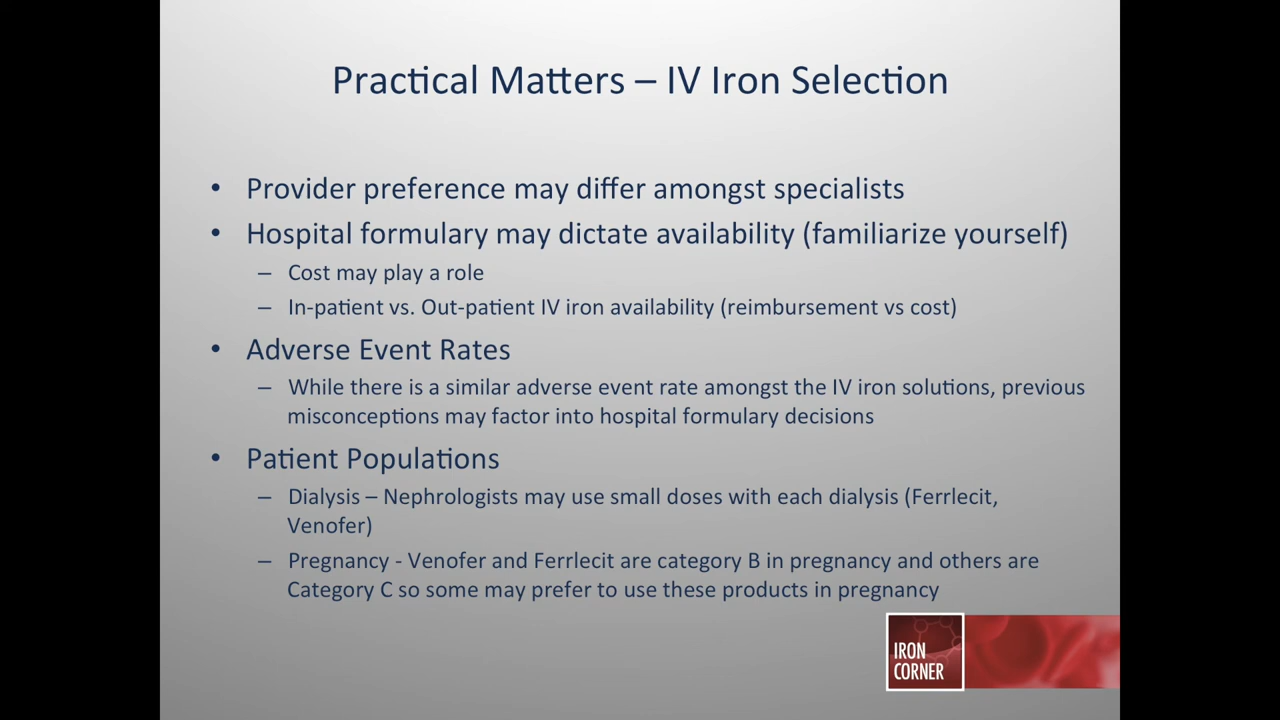 Practical Matters – IV Iron Selection
• Provider preference may differ amongst specialists
• Hospital formulary may dictate availability (familiarize yourself)
– Cost may play a role
– In-patient vs. Out-patient IV iron availability (reimbursement vs cost)
• Adverse Event Rates
– While there is a similar adverse event rate amongst the IV iron solutions, previous
misconceptions may factor into hospital formulary decisions
• Patient Populations
– Dialysis – Nephrologists may use small doses with each dialysis (Ferrlecit,
Venofer)
– Pregnancy - Venofer and Ferrlecit are category B in pregnancy and others are
Category C so some may prefer to use these products in pregnancy
IRON
CORNER